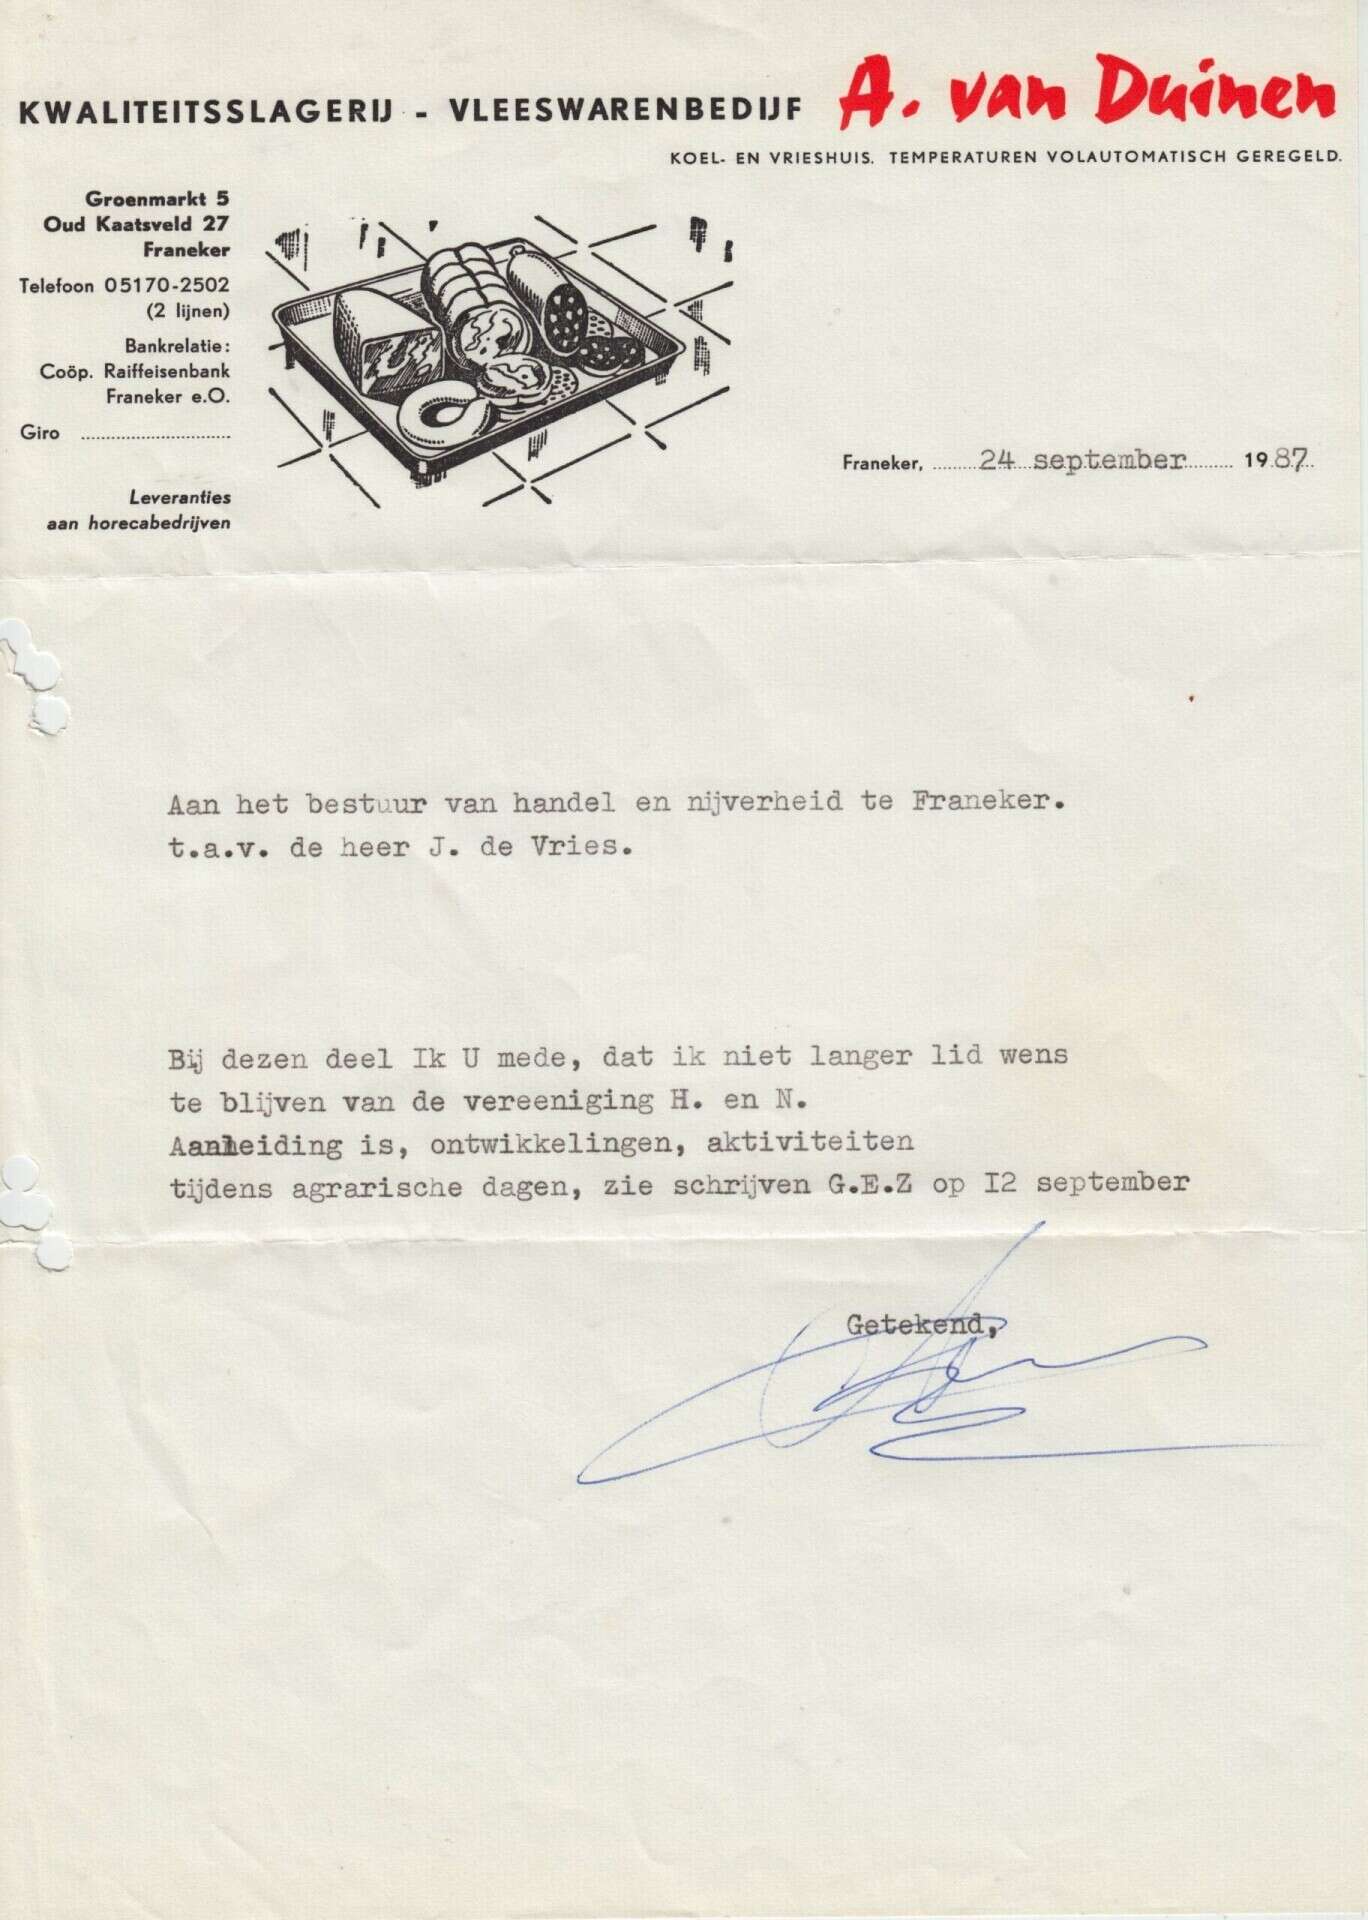 KWALITEITSSLAGERIJ - VLEESWARENBEDIJF A. van Duinen
KOEL- EN VRIESHUIS. TEMPERATUREN VOLAUTOMATISCH GEREGELD.
Groenmarkt 5
Oud Kaatsveld 27
Franeker
Telefoon 05170-2502
(2 lijnen)
Bankrelatie:
Coöp. Raiffeisenbank
Franeker e.O.
Giro
Leveranties
aan horecabedrijven
Franeker, 24 september 1987
Aan het bestuur van handel en nijverheid te Franeker.
t.a.v. de heer J. de Vries.
Bij dezen deel Ik U mede, dat ik niet langer lid wens
te blijven van de vereeniging H. en N.
Aanleiding is, ontwikkelingen, aktiviteiten
tijdens agrarische dagen, zie schrijven G.E.Z op I2 september
Getekend,